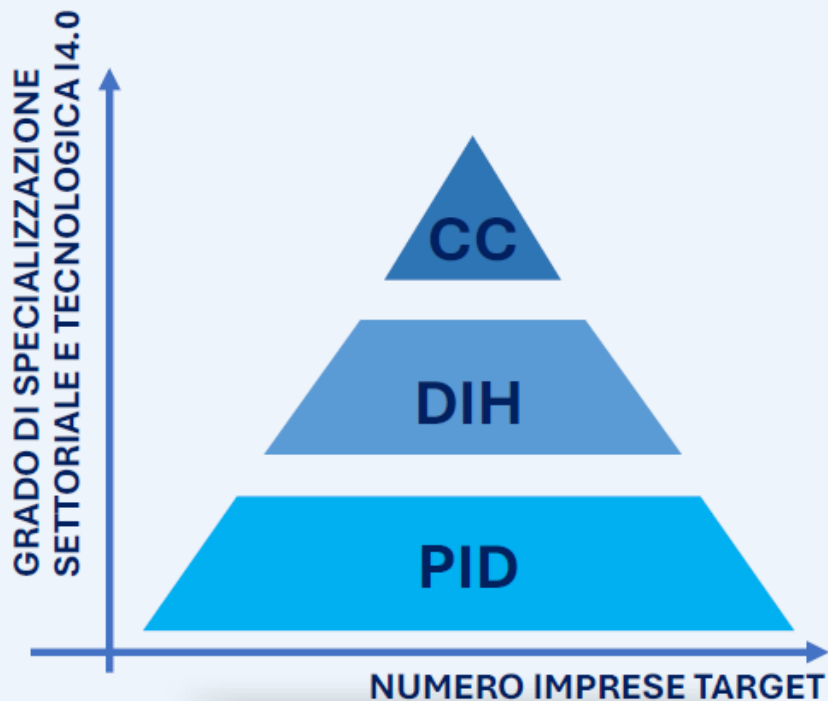 GRADO DI SPECIALIZZAZIONE
SETTORIALE E TECNOLOGICA I4.0
CC
DIH
PID
NUMERO IMPRESE TARGET